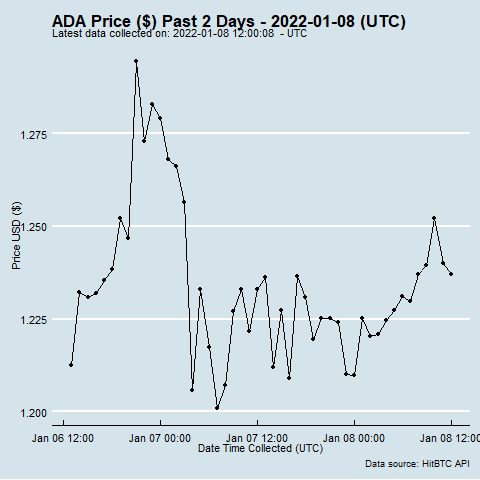 ADA Price ($) Past 2 Days - 2022-01-08 (UTC)
Latest data collected on: 2022-01-08 12:00:08 - UTC
1.275
1.250
1.225
1.200
Price USD ($)
Jan 06 12:00 Jan 07 00:00 Jan 07 12:00 Jan 08 00:00 Jan 08 12:00
Date Time Collected (UTC)
Data source: HitBTC API